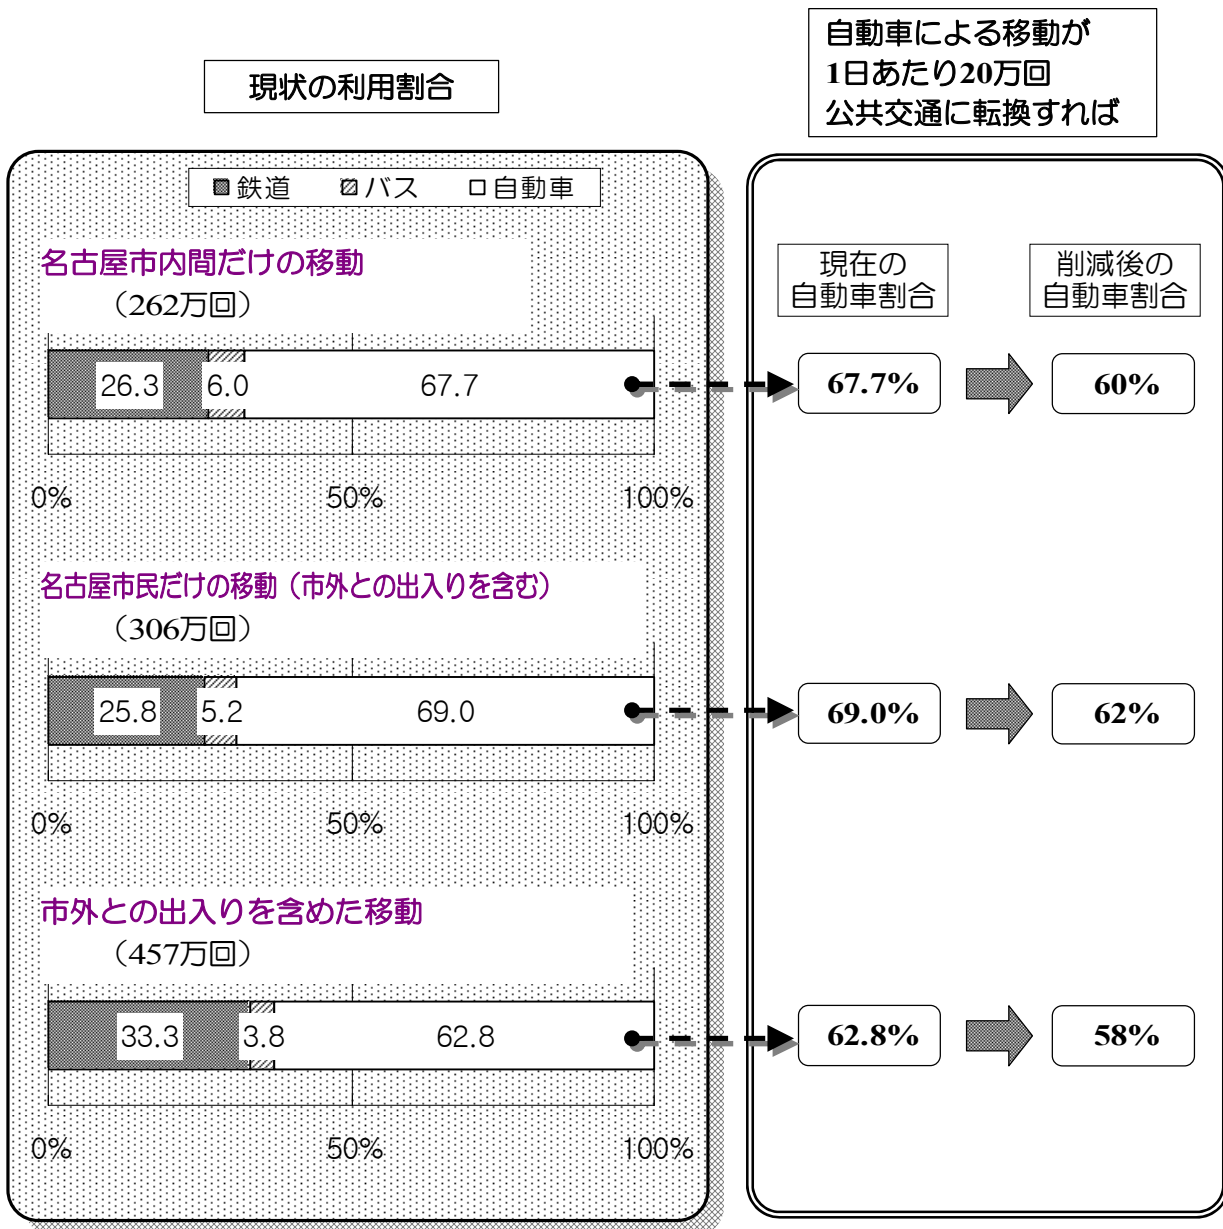 現状の利用割合
自動車による移動が
1日あたり20万回
公共交通に転換すれば
鉄道 バス 自動車
名古屋市内間だけの移動
（262万回）
26.3 6.0 67.7
0% 50% 100%
名古屋市民だけの移動（市外との出入りを含む）
（306万回）
25.8 5.2 69.0
0% 50% 100%
市外との出入りを含めた移動
（457万回）
33.3 3.8 62.8
0% 50% 100%
現在の
自動車割合
削減後の
自動車割合
67.7% 60%
69.0% 62%
62.8% 58%